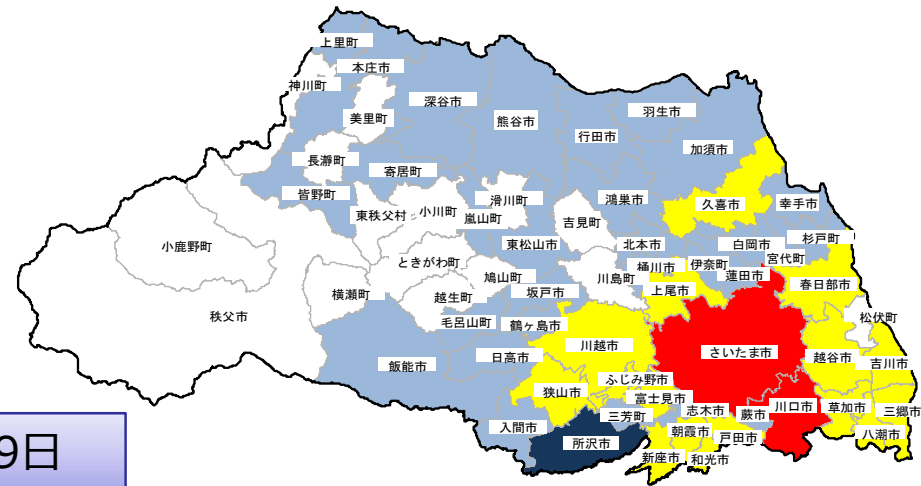 上里町
本庄市
神川町
美里町
深谷市
熊谷市
行田市
羽生市
加須市
長瀞町
寄居町
皆野町
東秩父村
小川町
嵐山町
滑川町
吉見町
鴻巣市
久喜市
幸手市
小鹿野町
ときがわ町
東松山市
北本市
白岡市
杉戸町
宮代町
秩父市
横瀬町
越生町
鳩山町
川島町
桶川市
伊奈町
蓮田市
上尾市
春日部市
毛呂山町
坂戸市
鶴ヶ島市
松伏町
飯能市
日高市
川越市
さいたま市
越谷市
吉川市
狭山市
ふじみ野市
富士見市
入間市
三芳町
志木市
蕨市
川口市
草加市
三郷市
所沢市
朝霞市
戸田市
八潮市
新座市
和光市
9日